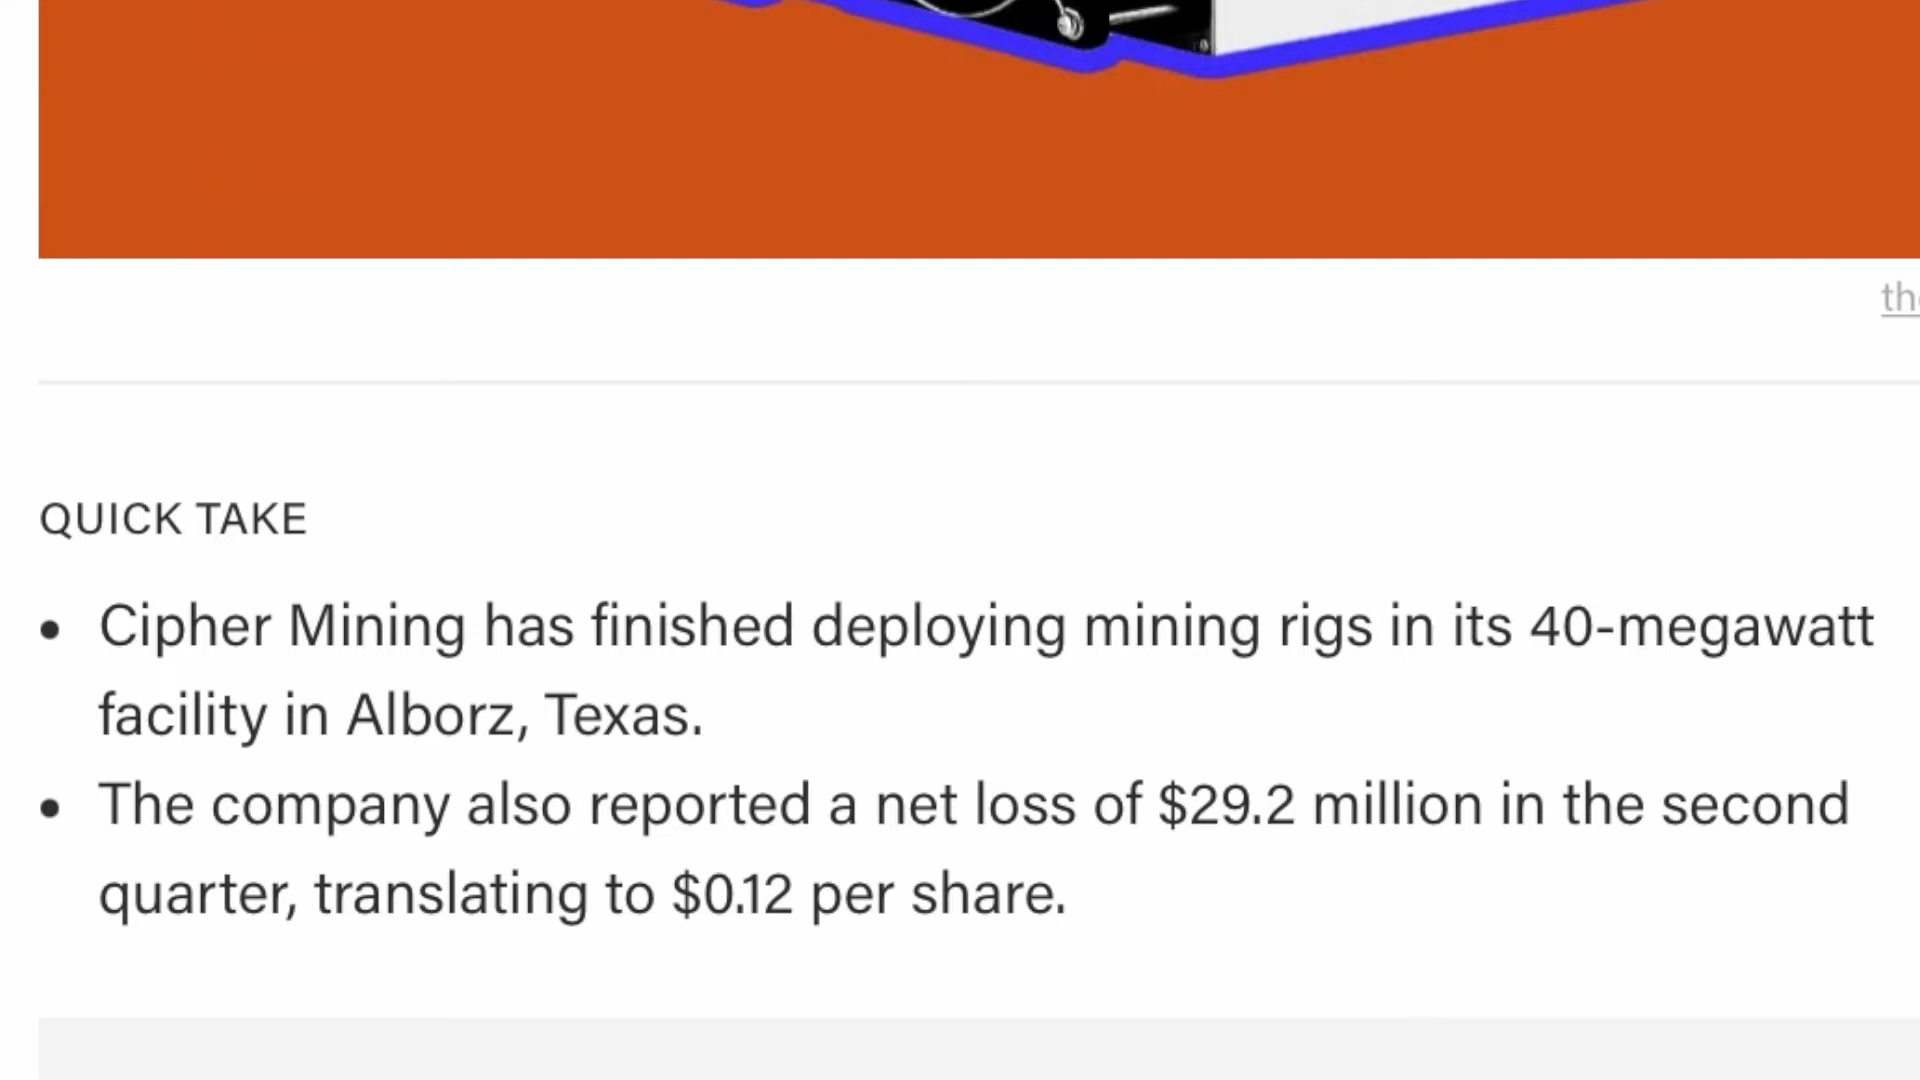 QUICK TAKE
• Cipher Mining has finished deploying mining rigs in its 40-megawatt
facility in Alborz, Texas.
• The company also reported a net loss of $29.2 million in the second
quarter, translating to $0.12 per share.